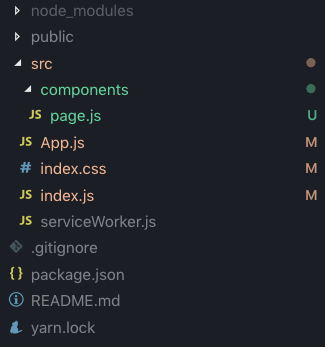 node_modules
public
src
components
JS page.js U
JS App.js M
# index.css M
JS index.js M
JS serviceWorker.js
.gitignore
{} package.json
README.md
yarn.lock